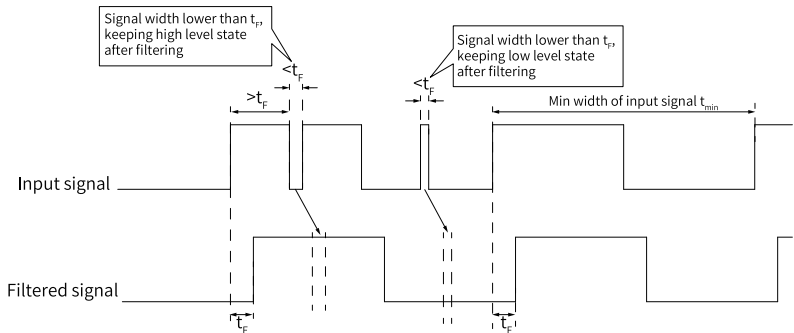 Signal width lower than tF,
keeping high level state
after filtering
Signal width lower than tF,
keeping low level state
after filtering
<tF
<tF
>tF
Min width of input signal tmin
Input signal
Filtered signal
tF
tF